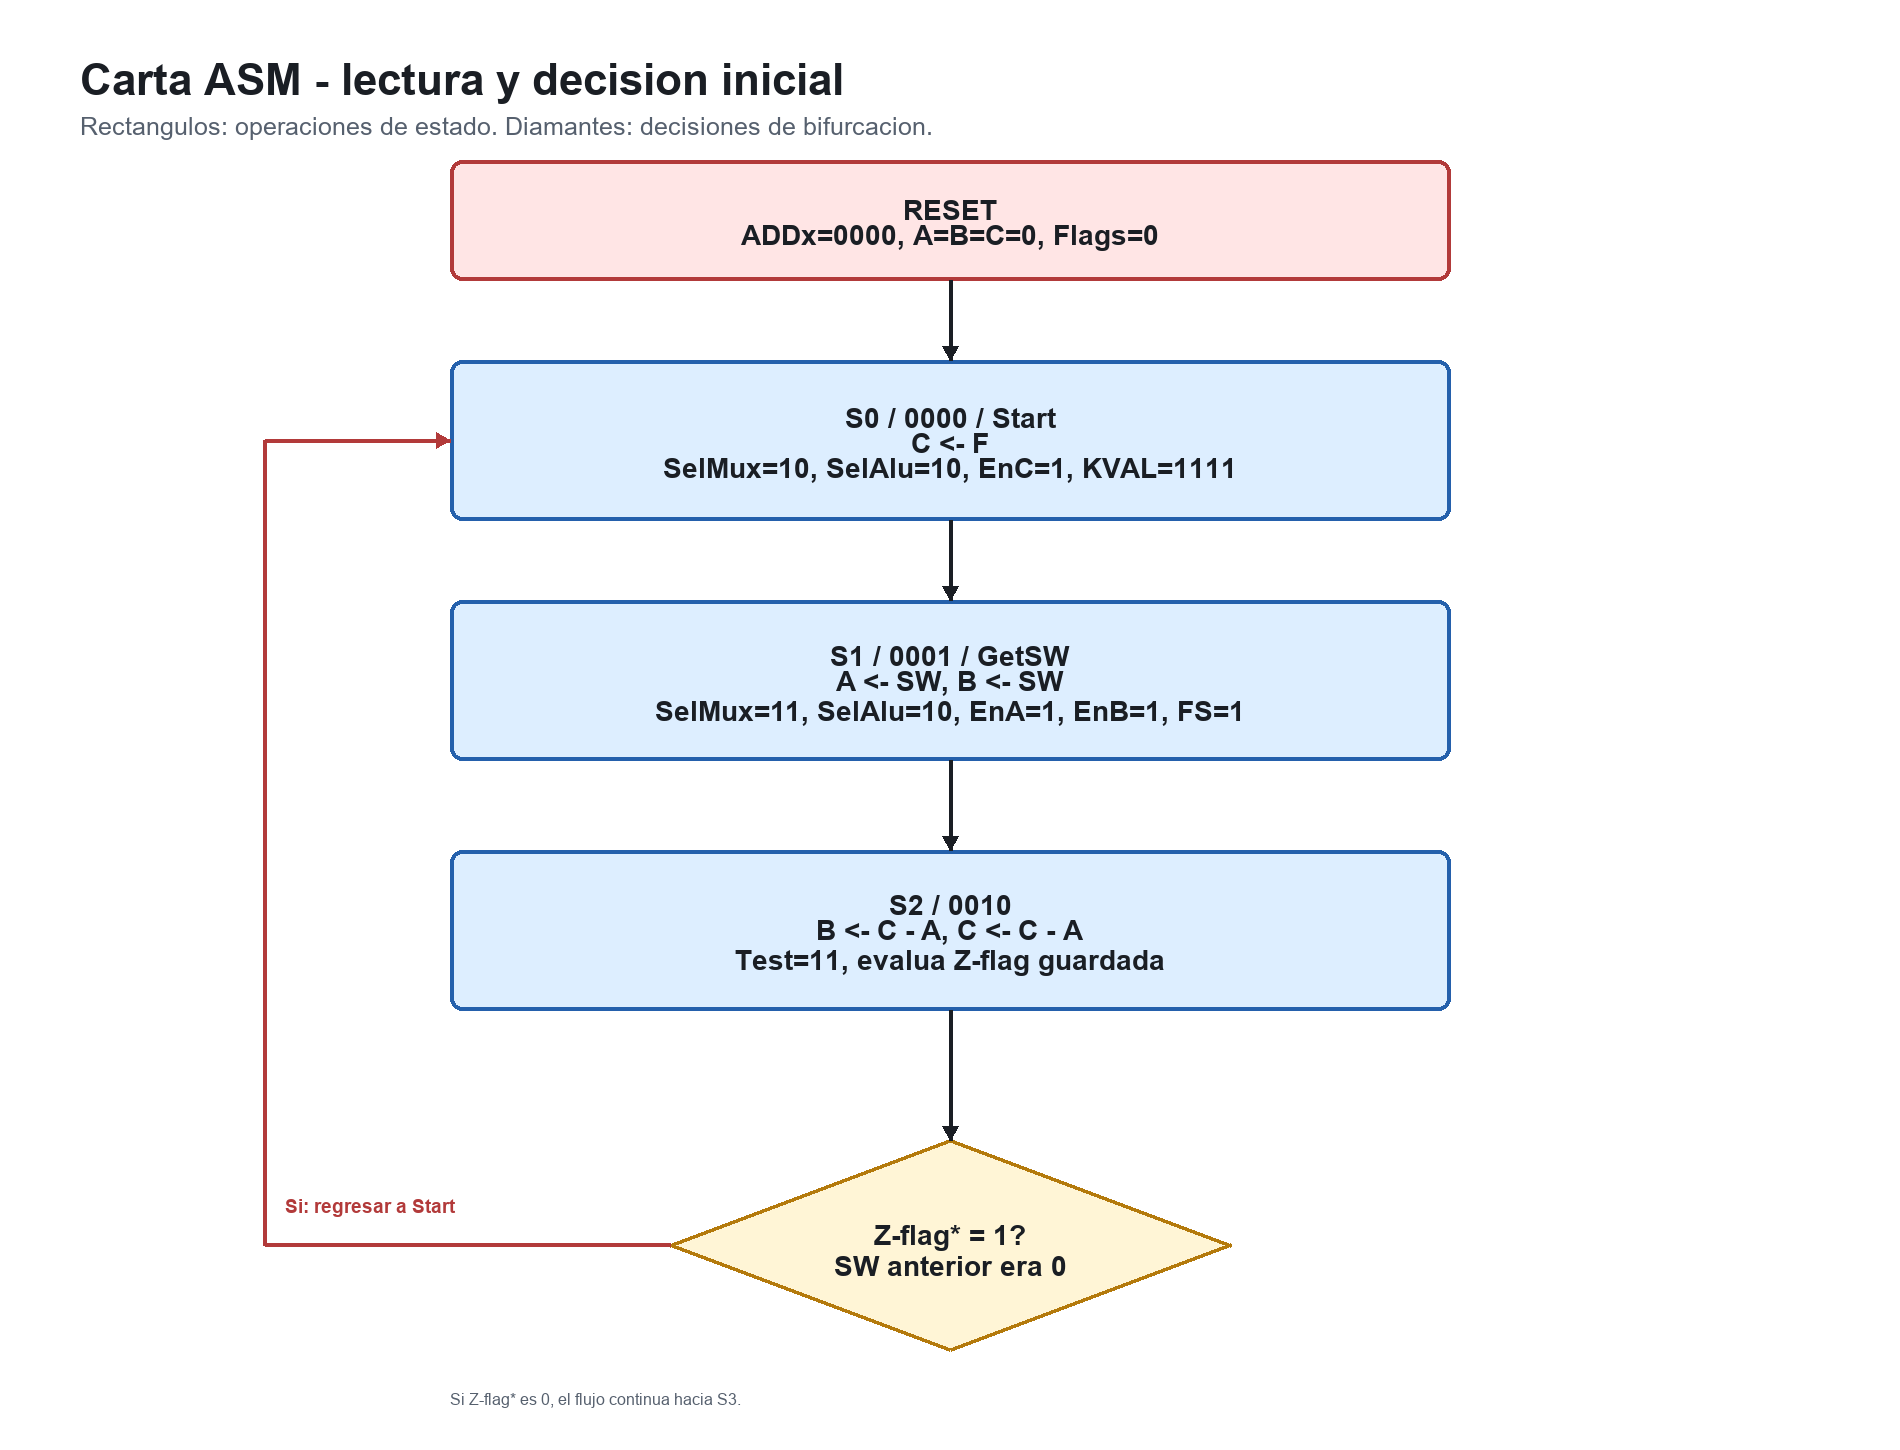 Carta ASM - lectura y decision inicial
Rectangulos: operaciones de estado. Diamantes: decisiones de bifurcacion.
RESET
ADDx=0000, A=B=C=0, Flags=0
S0 / 0000 / Start
C <- F
SelMux=10, SelAlu=10, EnC=1, KVAL=1111
S1 / 0001 / GetSW
A <- SW, B <- SW
SelMux=11, SelAlu=10, EnA=1, EnB=1, FS=1
S2 / 0010
B <- C - A, C <- C - A
Test=11, evalua Z-flag guardada
Si: regresar a Start
Z-flag* = 1?
SW anterior era 0
Si Z-flag* es 0, el flujo continua hacia S3.